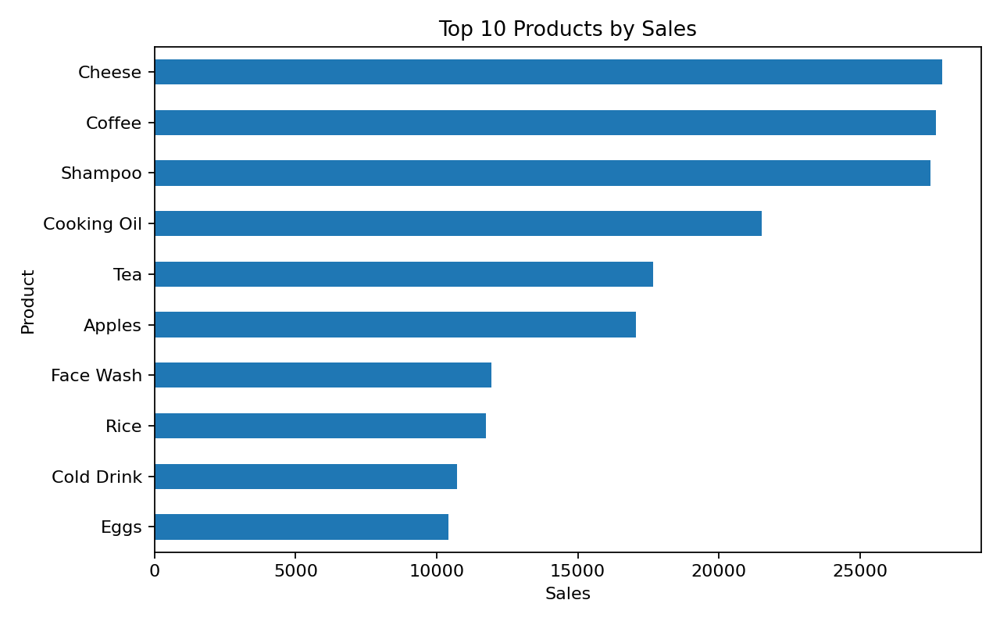 Top 10 Products by Sales
Cheese
Coffee
Shampoo
Cooking Oil
Tea
Apples
Face Wash
Rice
Cold Drink
Eggs
Product
0 5000 10000 15000 20000 25000
Sales